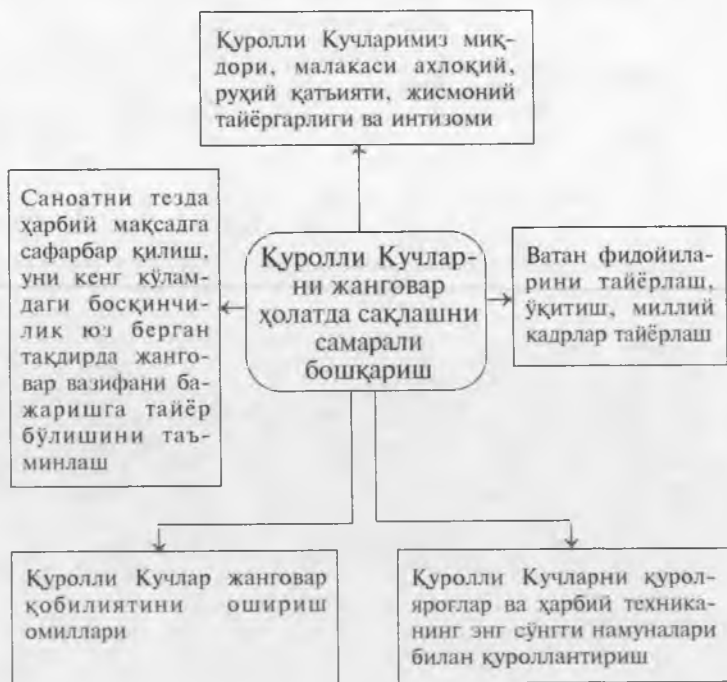 Қуролли Кучларимиз миқ-
дори, малакаси ахлоқий,
руҳий қатъияти, жисмоний
тайёргарлиги ва интизоми
Саноатни тезда
ҳарбий мақсадга
сафарбар қилиш,
уни кенг кўлам-
даги босқинчи-
лик юз берган
тақдирда жанго-
вар вазифани ба-
жаришга тайёр
бўлишини таъ-
минлаш
Қуролли Кучлар-
ни жанговар
ҳолатда сақлашни
самарали
бошқариш
Ватан фидойила-
рини тайёрлаш,
ўқитиш, миллий
кадрлар тайёрлаш
Қуролли Кучлар жанговар
қобилиятини ошириш
омиллари
Қуролли Кучларни қурол-
яроғлар ва ҳарбий техника-
нинг энг сўнгги намуналари
билан қуроллантириш